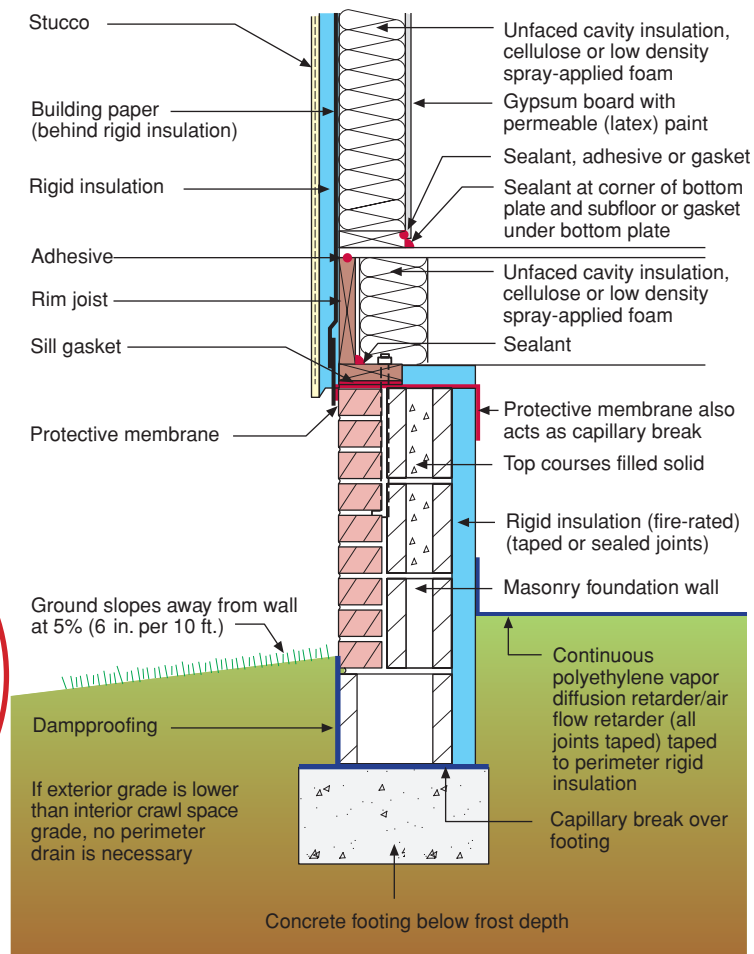 Stucco
Building paper
(behind rigid insulation)
Rigid insulation
Adhesive
Rim joist
Sill gasket
Protective membrane
Ground slopes away from wall
at 5% (6 in. per 10 ft.)
Dampproofing
If exterior grade is lower
than interior crawl space
grade, no perimeter
drain is necessary
Unfaced cavity insulation,
cellulose or low density
spray-applied foam
Gypsum board with
permeable (latex) paint
Sealant, adhesive or gasket
Sealant at corner of bottom
plate and subfloor or gasket
under bottom plate
Unfaced cavity insulation,
cellulose or low density
spray-applied foam
Sealant
Protective membrane also
acts as capillary break
Top courses filled solid
Rigid insulation (fire-rated)
(taped or sealed joints)
Masonry foundation wall
Continuous
polyethylene vapor
diffusion retarder/air
flow retarder (all
joints taped) taped
to perimeter rigid
insulation
Capillary break over
footing
Concrete footing below frost depth